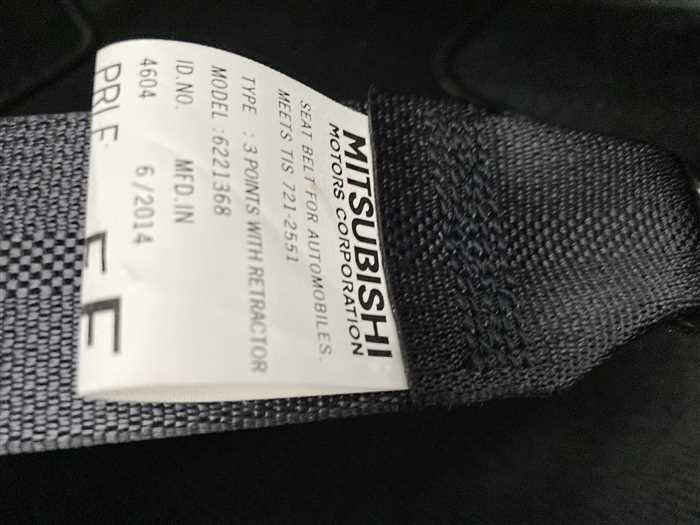 MITSUBISHI
MOTORS CORPORATION
SEAT BELT FOR AUTOMOBILES.
MEETS TIS 721-2551
TYPE : 3 POINTS WITH RETRACTOR
MODEL : 6221368
ID.NO. MFD.IN
4604 6/2014